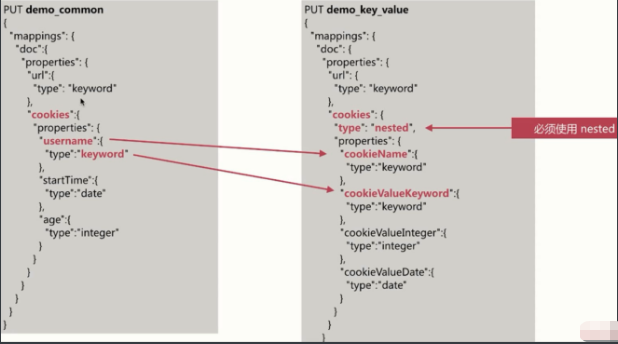 PUT demo_common
{
"mappings": {
"doc":{
"properties": {
"url":{
"type": "keyword"
},
"cookies":{
"properties": {
"username":{
"type":"keyword"
},
"startTime":{
"type":"date"
},
"age":{
"type":"integer"
}
}
}
}
}
}
}
PUT demo_key_value
{
"mappings": {
"doc": {
"properties": {
"url":{
"type": "keyword"
},
"cookies": {
"type": "nested",
"properties": {
"cookieName":{
"type":"keyword"
},
"cookieValueKeyword":{
"type":"keyword"
},
"cookieValueInteger":{
"type":"integer"
},
"cookieValueDate":{
"type":"date"
}
}
}
}
}
}
必须使用 nested